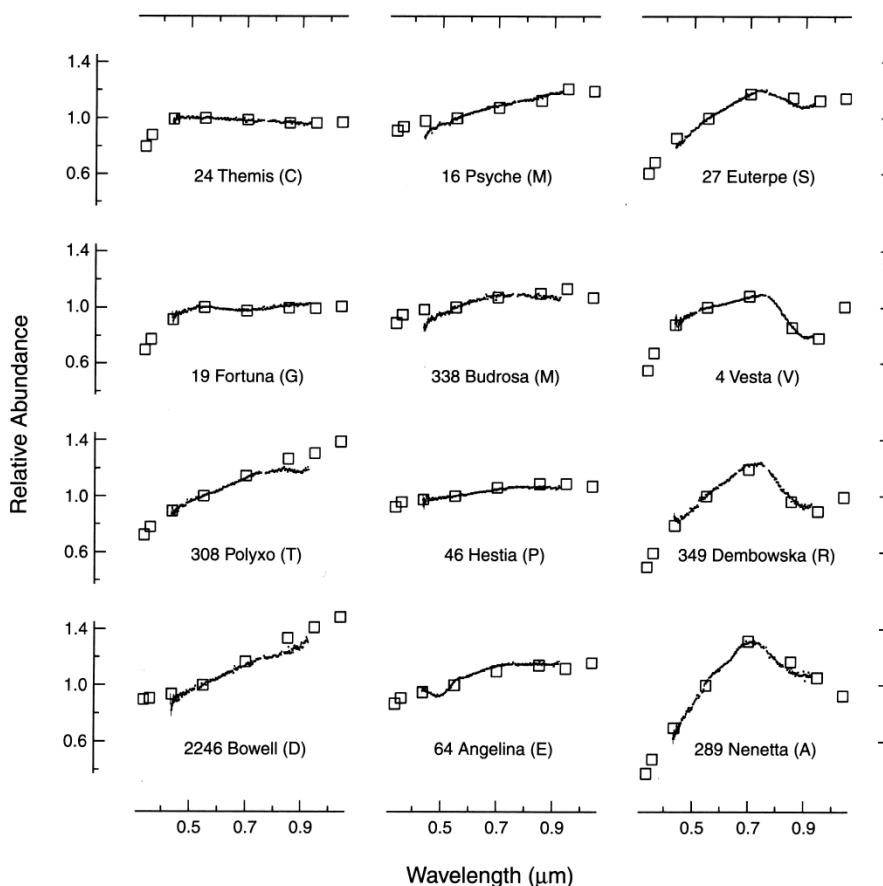 1.4
1.0
0.6
24 Themis (C)
16 Psyche (M)
27 Euterpe (S)
1.4
1.0
0.6
19 Fortuna (G)
338 Budrosa (M)
4 Vesta (V)
Relative Abundance
1.4
1.0
0.6
308 Polyxo (T)
46 Hestia (P)
349 Dembowska (R)
1.4
1.0
0.6
2246 Bowell (D)
64 Angelina (E)
289 Nenetta (A)
0.5 0.7 0.9 0.5 0.7 0.9 0.5 0.7 0.9
Wavelength (μm)